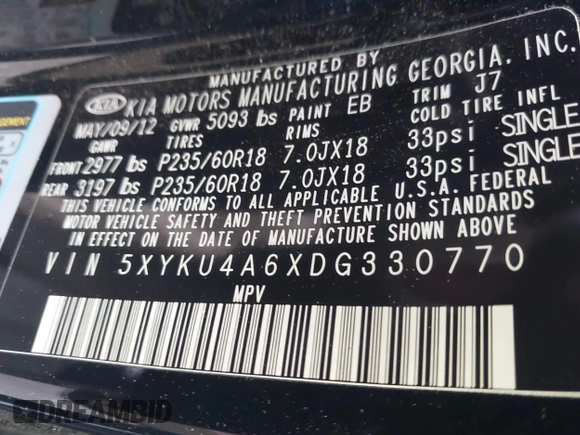 MANUFACTURED BY
KIA KIA MOTORS MANUFACTURING GEORGIA, INC.
MAY/09/12 GVWR 5093 lbs PAINT EB TRIM J7
GAWR TIRES RIMS COLD TIRE INFL
FRONT 2977 lbs P235/60R18 7.0JX18 33psi SINGLE
REAR 3197 lbs P235/60R18 7.0JX18 33psi SINGLE
THIS VEHICLE CONFORMS TO ALL APPLICABLE U.S.A. FEDERAL
MOTOR VEHICLE SAFETY AND THEFT PREVENTION STANDARDS
IN EFFECT ON THE DATE OF MANUFACTURE SHOWN ABOVE
VIN 5XYKU4A6XDG330770
MPV
DREAMBID